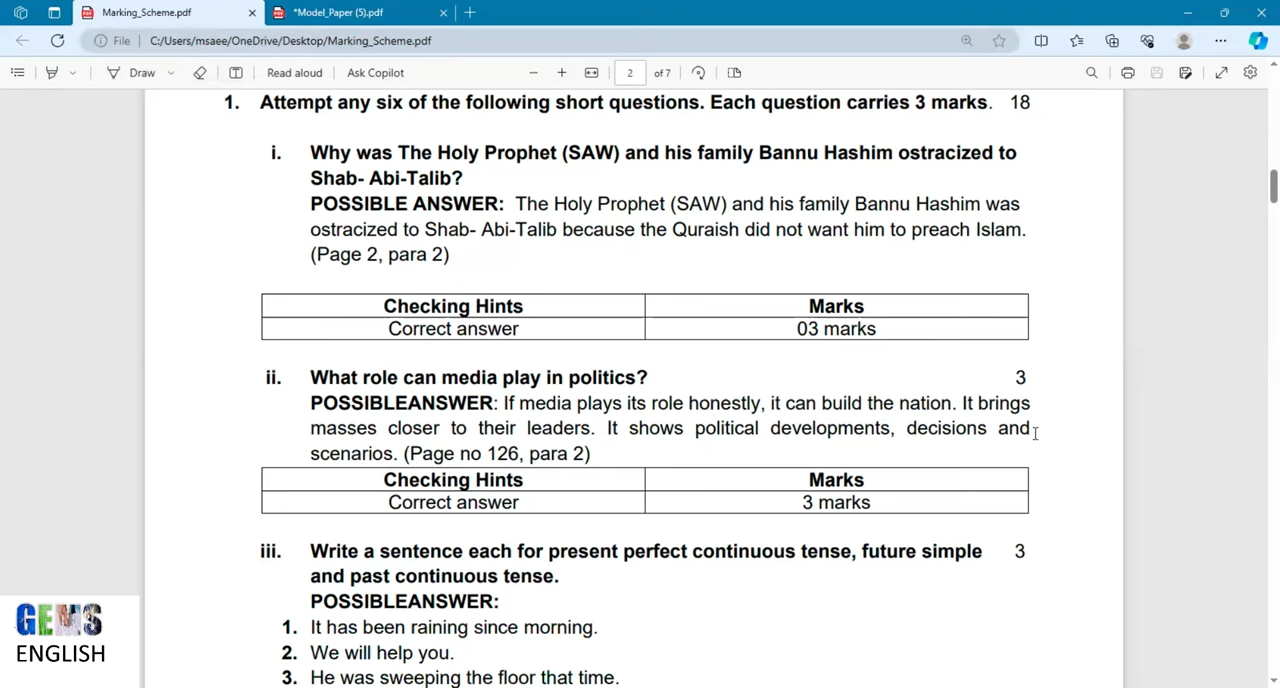 Marking_Scheme.pdf
*Model_Paper (5).pdf
File C:/Users/msaee/OneDrive/Desktop/Marking_Scheme.pdf
Draw Read aloud Ask Copilot 2 of 7
1. Attempt any six of the following short questions. Each question carries 3 marks. 18
i. Why was The Holy Prophet (SAW) and his family Bannu Hashim ostracized to
Shab- Abi-Talib?
POSSIBLE ANSWER: The Holy Prophet (SAW) and his family Bannu Hashim was
ostracized to Shab- Abi-Talib because the Quraish did not want him to preach Islam.
(Page 2, para 2)
Checking Hints Marks
Correct answer 03 marks
ii. What role can media play in politics? 3
POSSIBLEANSWER: If media plays its role honestly, it can build the nation. It brings
masses closer to their leaders. It shows political developments, decisions and
scenarios. (Page no 126, para 2)
Checking Hints Marks
Correct answer 3 marks
iii. Write a sentence each for present perfect continuous tense, future simple 3
and past continuous tense.
POSSIBLEANSWER:
1. It has been raining since morning.
2. We will help you.
3. He was sweeping the floor that time.
GEMS
ENGLISH